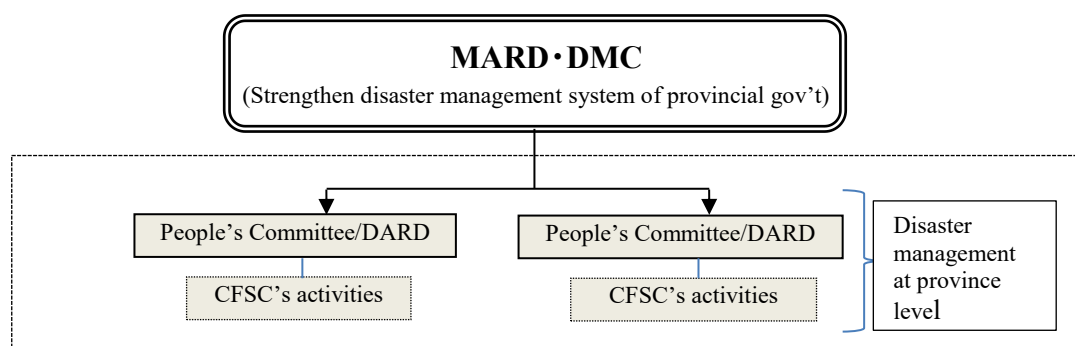 MARD・DMC
(Strengthen disaster management system of provincial gov't)
People's Committee/DARD
People's Committee/DARD
CFSC's activities
CFSC's activities
Disaster
management
at province
level